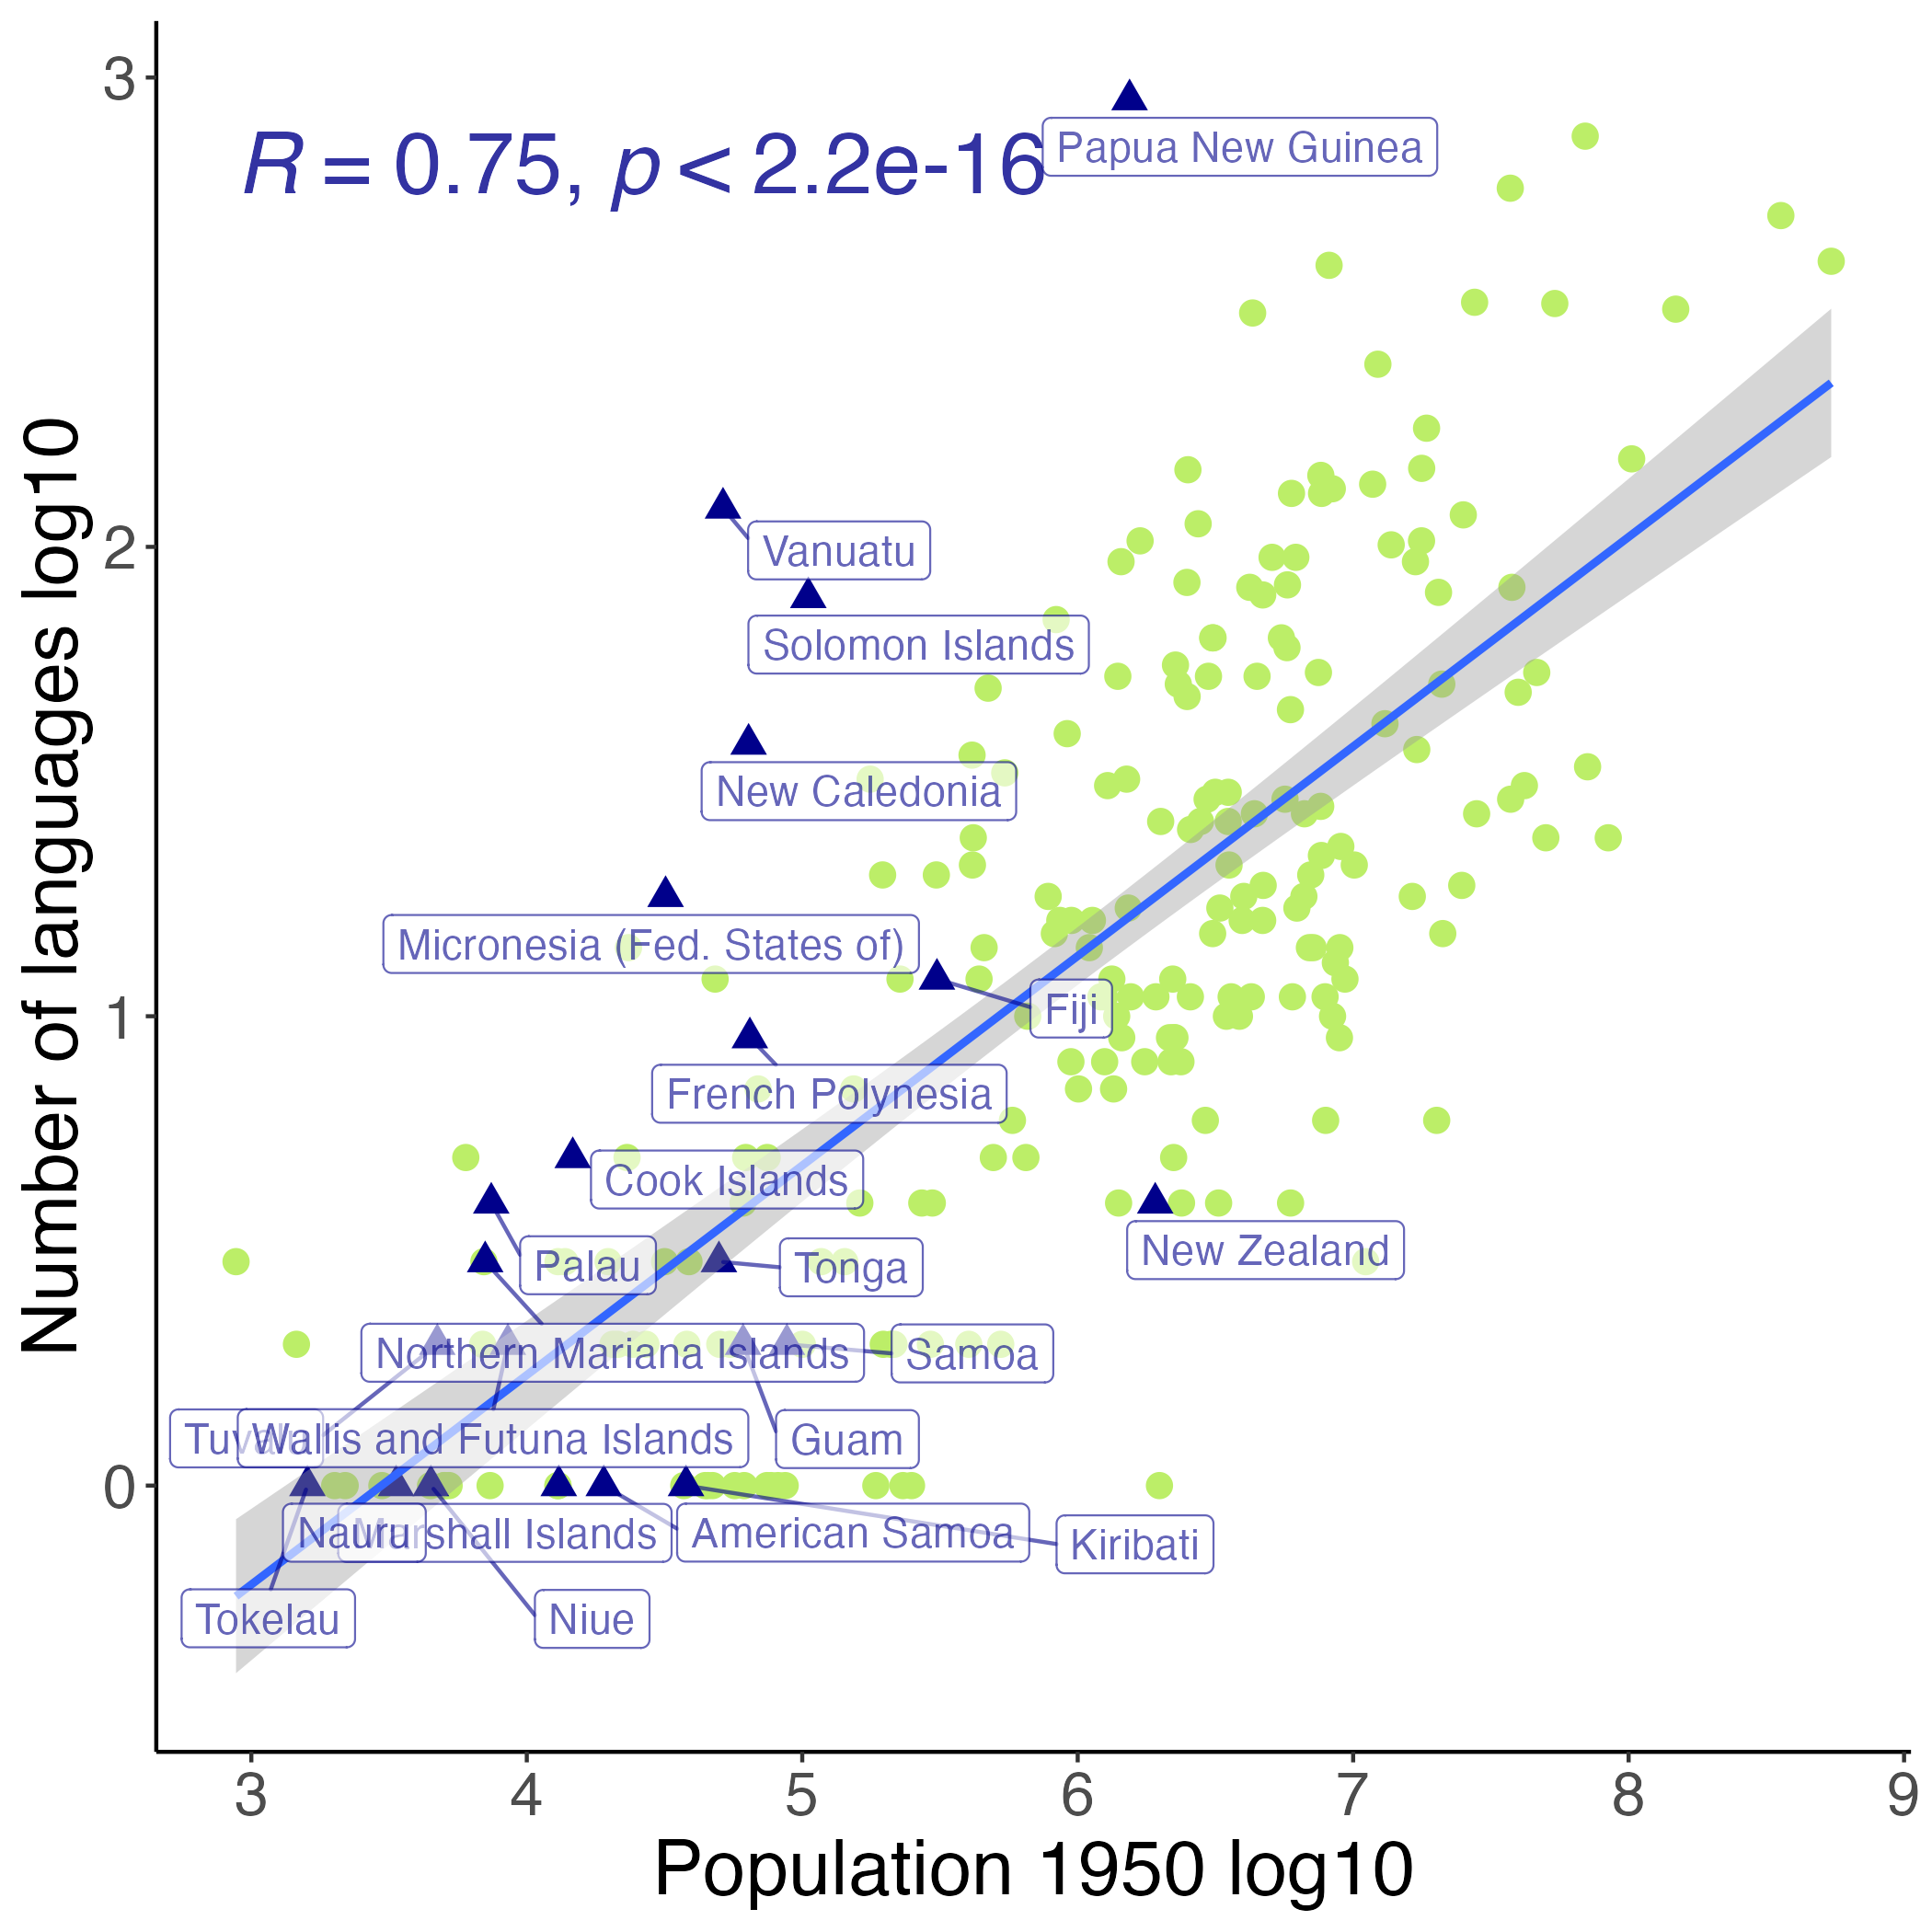 3
R = 0.75, p < 2.2e-16
Papua New Guinea
2
Vanuatu
Solomon Islands
New Caledonia
Micronesia (Fed. States of)
1
Fiji
French Polynesia
Cook Islands
New Zealand
Palau
Tonga
Northern Mariana Islands
Samoa
Tuvalu
Wallis and Futuna Islands
Guam
0
Nauru
Marshall Islands
American Samoa
Kiribati
Tokelau
Niue
3 4 5 6 7 8 9
Population 1950 log10
Number of languages log10